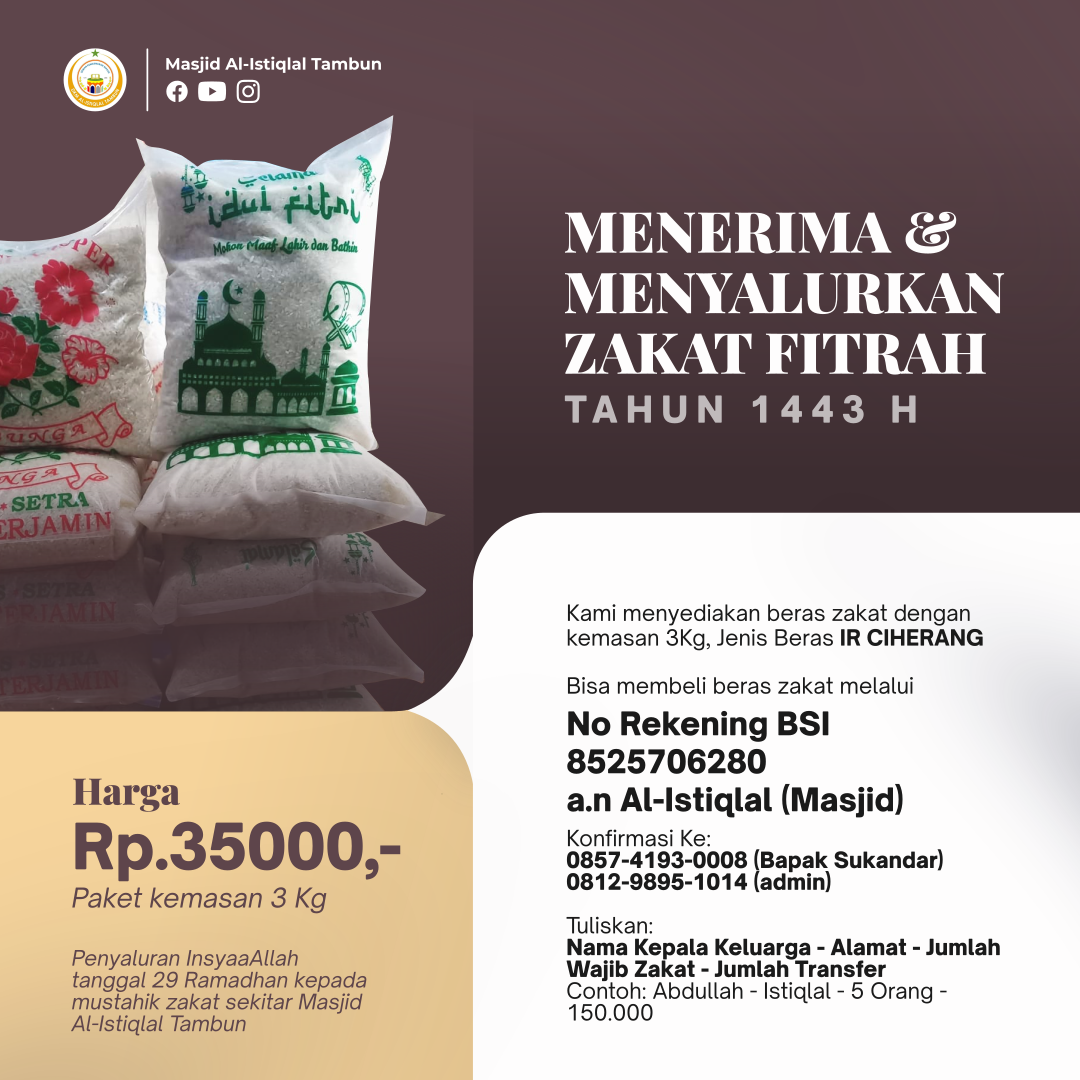 Masjid Al-Istiqlal Tambun
Selamat
idul fitri
Mohon Maaf Lahir dan Bathin
SETRA
Selamat
MENERIMA &
MENYALURKAN
ZAKAT FITRAH
TAHUN 1443 H
Kami menyediakan beras zakat dengan
kemasan 3Kg, Jenis Beras IR CIHERANG
Bisa membeli beras zakat melalui
No Rekening BSI
8525706280
a.n Al-Istiqlal (Masjid)
Konfirmasi Ke:
0857-4193-0008 (Bapak Sukandar)
0812-9895-1014 (admin)
Tuliskan:
Nama Kepala Keluarga - Alamat - Jumlah
Wajib Zakat - Jumlah Transfer
Contoh: Abdullah - Istiqlal - 5 Orang -
150.000
Harga
Rp.35000,-
Paket kemasan 3 Kg
Penyaluran InsyaaAllah
tanggal 29 Ramadhan kepada
mustahik zakat sekitar Masjid
Al-Istiqlal Tambun